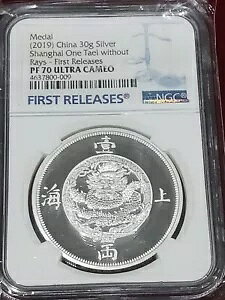 Medal
(2019) China 30g Silver
Shanghai One Tael without
Rays - First Releases
PF 70 ULTRA CAMEO
4637800-009
FIRST RELEASES
NGC
壹
海 上
兩